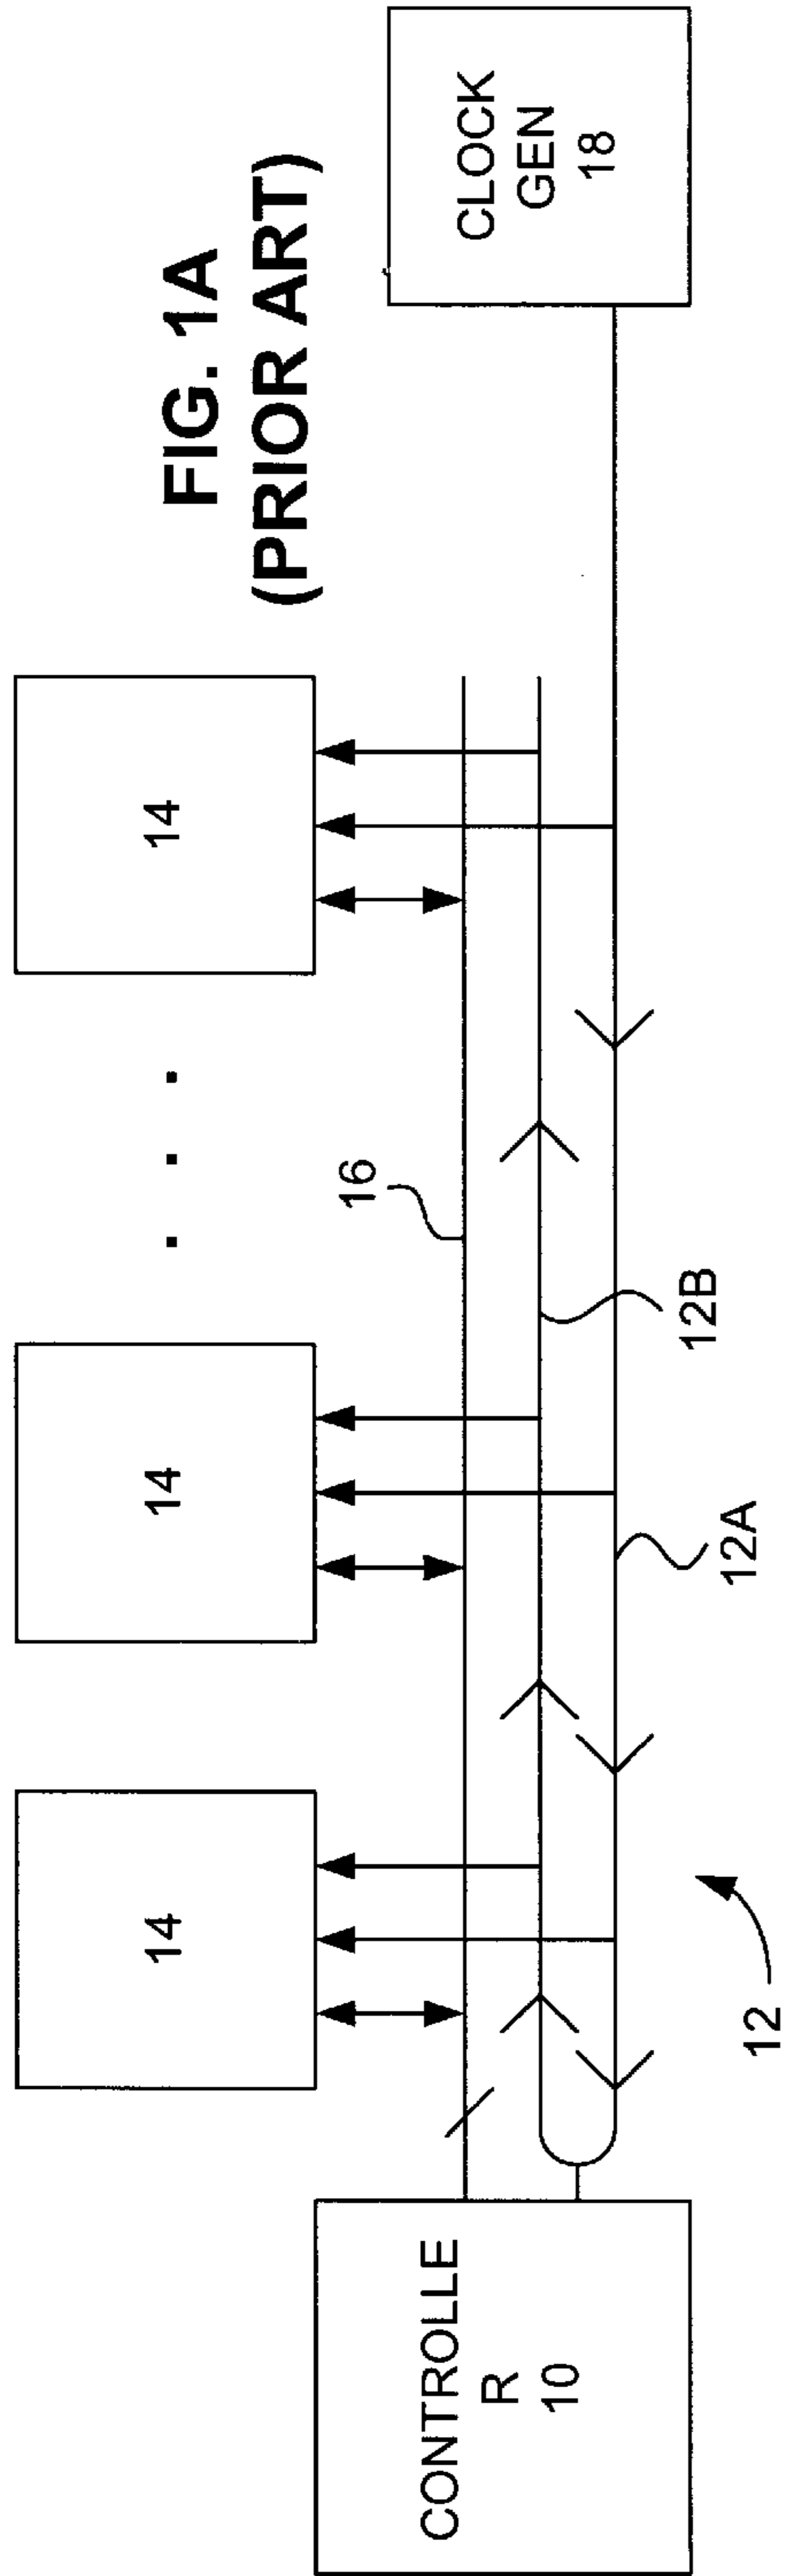 FIG. 1A
(PRIOR ART)
14
14
14
16
CLOCK
GEN
18
CONTROLLE
R
10
12B
12A
12